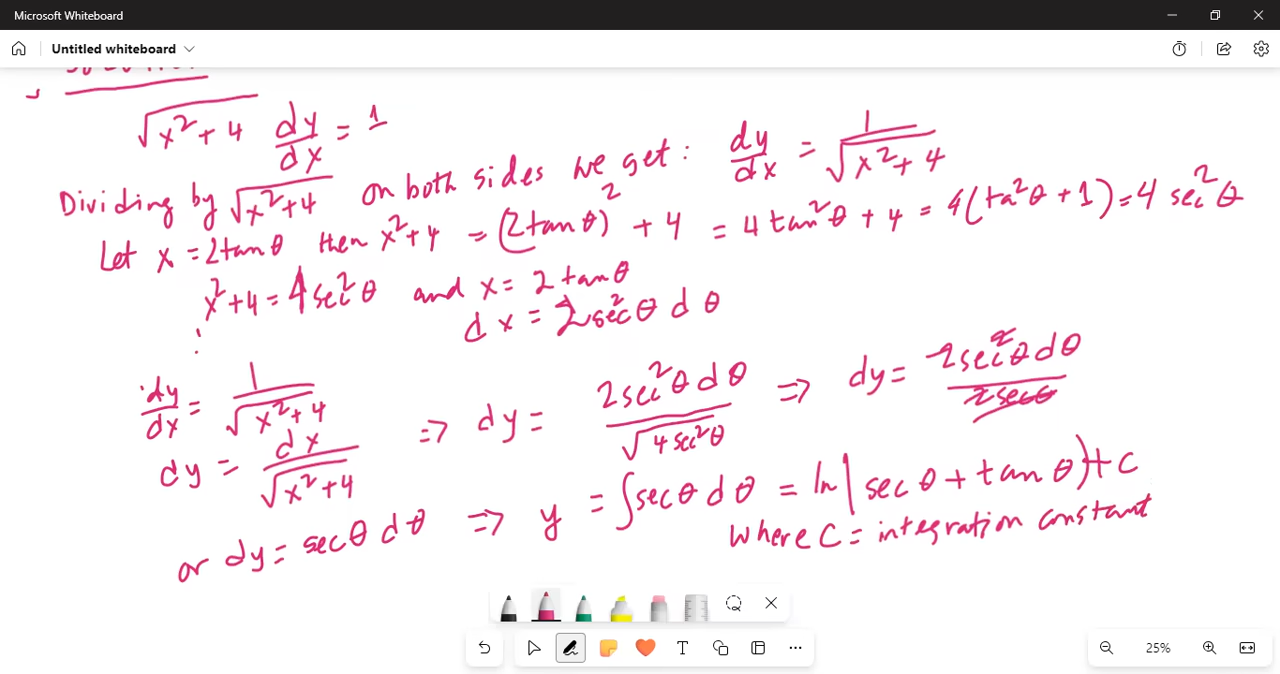 Microsoft Whiteboard
Untitled whiteboard
√x²+4 dy/dx = 1
Dividing by √x²+4 on both sides we get: dy/dx = 1/√x²+4
Let x = 2tanθ then x²+4 = (2tanθ)² + 4 = 4tan²θ + 4 = 4(ta²θ + 1) = 4 sec²θ
x²+4 = 4sec²θ and x = 2tanθ
dx = 2sec²θ dθ
dy/dx = 1/√x²+4 ⇒ dy = 2sec²θdθ/√4sec²θ ⇒ dy = 2sec²θdθ/2secθ
dy = dx/√x²+4
or dy = secθ dθ ⇒ y = ∫secθ dθ = ln|secθ + tanθ)+c
where C = integration constant
25%